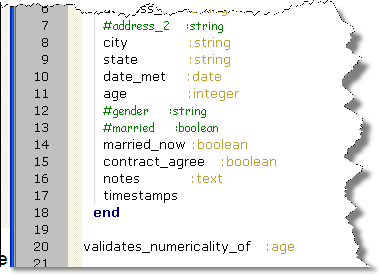 7 #address_2 :string
8 city :string
9 state :string
10 date_met :date
11 age :integer
12 #gender :string
13 #married :boolean
14 married_now :boolean
15 contract_agree :boolean
16 notes :text
17 timestamps
18 end
19
20 validates_numericality_of :age
21